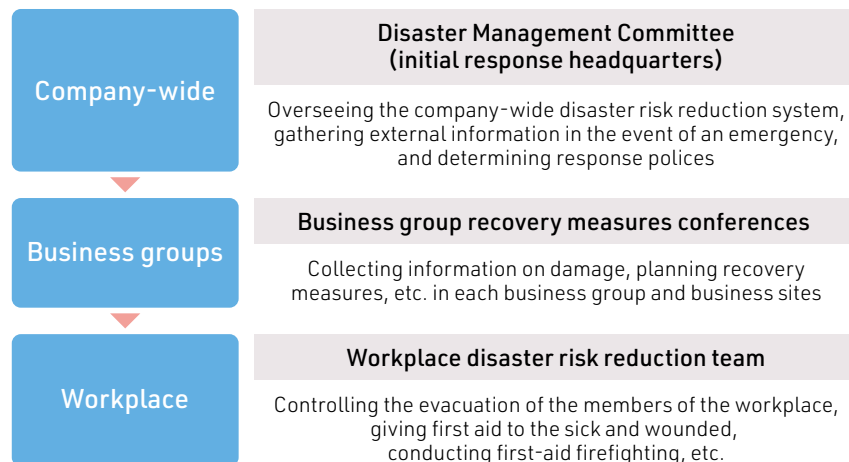 Company-wide
Disaster Management Committee
(initial response headquarters)
Overseeing the company-wide disaster risk reduction system,
gathering external information in the event of an emergency,
and determining response polices
Business groups
Business group recovery measures conferences
Collecting information on damage, planning recovery
measures, etc. in each business group and business sites
Workplace
Workplace disaster risk reduction team
Controlling the evacuation of the members of the workplace,
giving first aid to the sick and wounded,
conducting first-aid firefighting, etc.